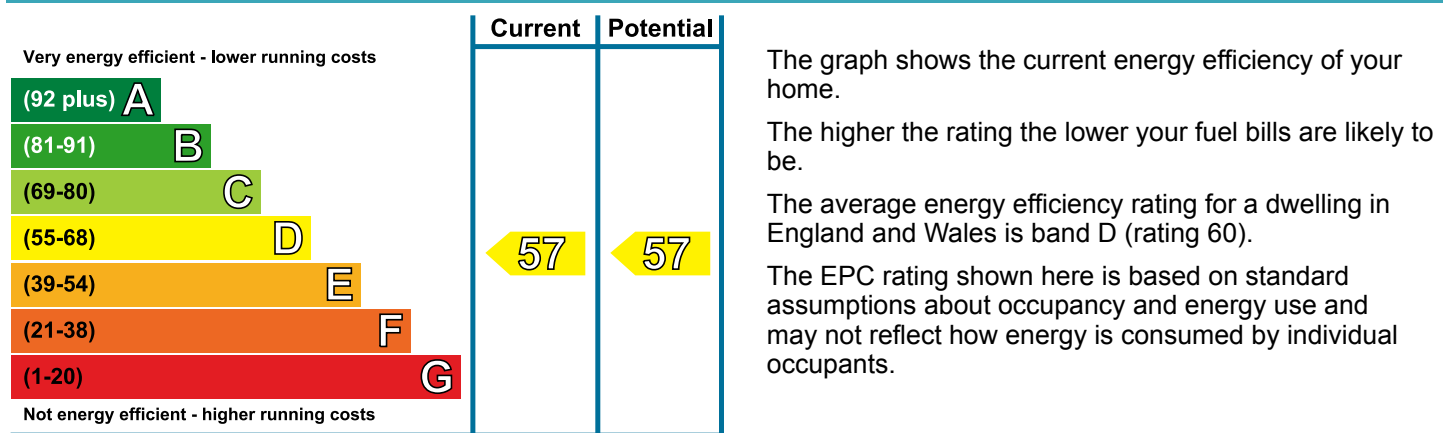 Current Potential
Very energy efficient - lower running costs
(92 plus) A
(81-91) B
(69-80) C
(55-68) D
57 57
(39-54) E
(21-38) F
(1-20) G
Not energy efficient - higher running costs
The graph shows the current energy efficiency of your
home.
The higher the rating the lower your fuel bills are likely to
be.
The average energy efficiency rating for a dwelling in
England and Wales is band D (rating 60).
The EPC rating shown here is based on standard
assumptions about occupancy and energy use and
may not reflect how energy is consumed by individual
occupants.